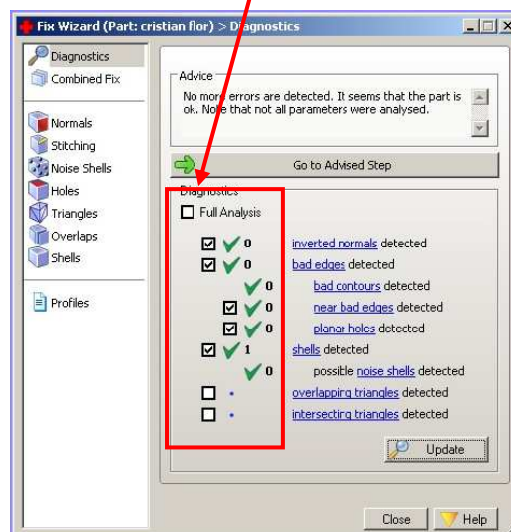 Fix Wizard (Part: cristian flor) > Diagnostics
Diagnostics
Combined Fix
Normals
Stitching
Noise Shells
Holes
Triangles
Overlaps
Shells
Profiles
Advice
No more errors are detected. It seems that the part is
ok. Note that not all parameters were analysed.
Go to Advised Step
Diagnostics
Full Analysis
0 inverted normals detected
0 bad edges detected
0 bad contours detected
0 near bad edges detected
0 planar holes detected
1 shells detected
0 possible noise shells detected
overlapping triangles detected
intersecting triangles detected
Update
Close
Help